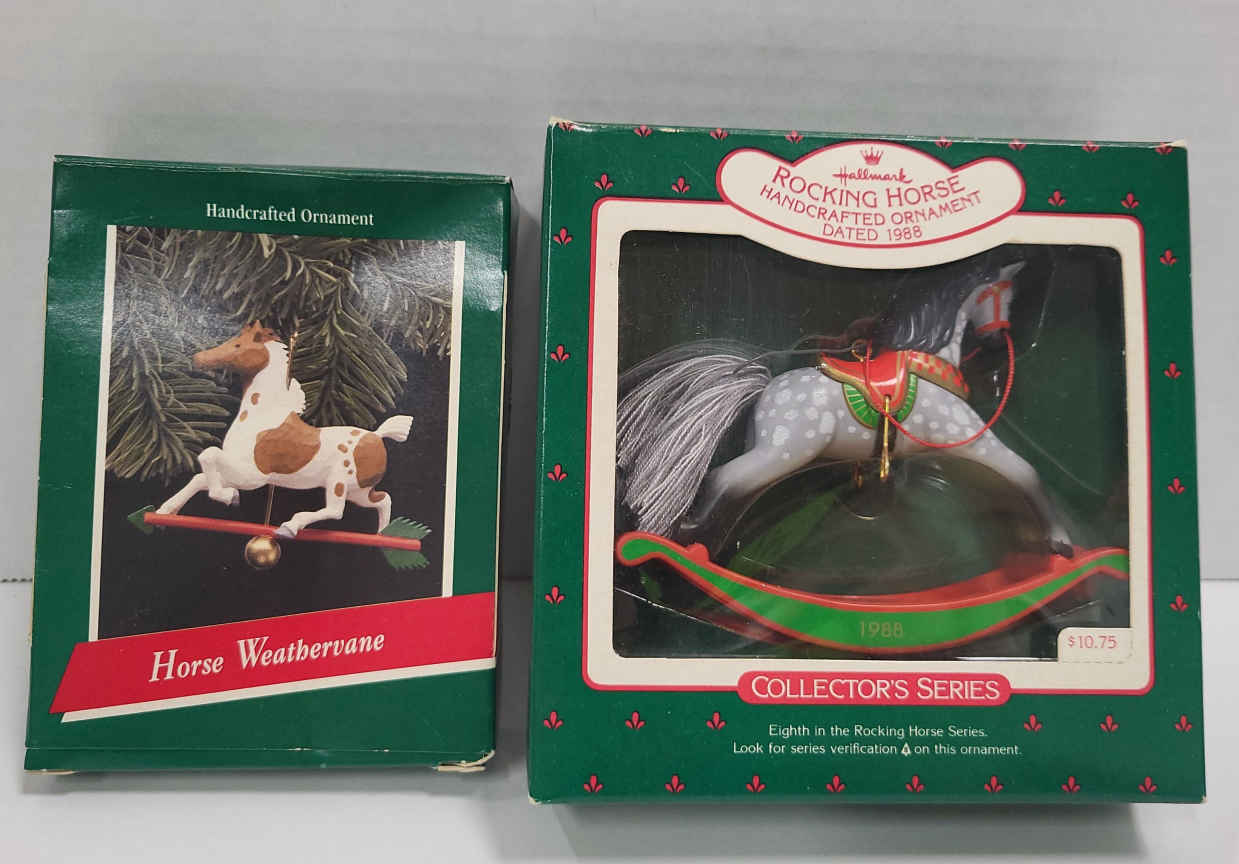 Handcrafted Ornament
Horse Weathervane
Hallmark
ROCKING HORSE
HANDCRAFTED ORNAMENT
DATED 1988
1988
$10.75
COLLECTOR'S SERIES
Eighth in the Rocking Horse Series.
Look for series verification on this ornament.